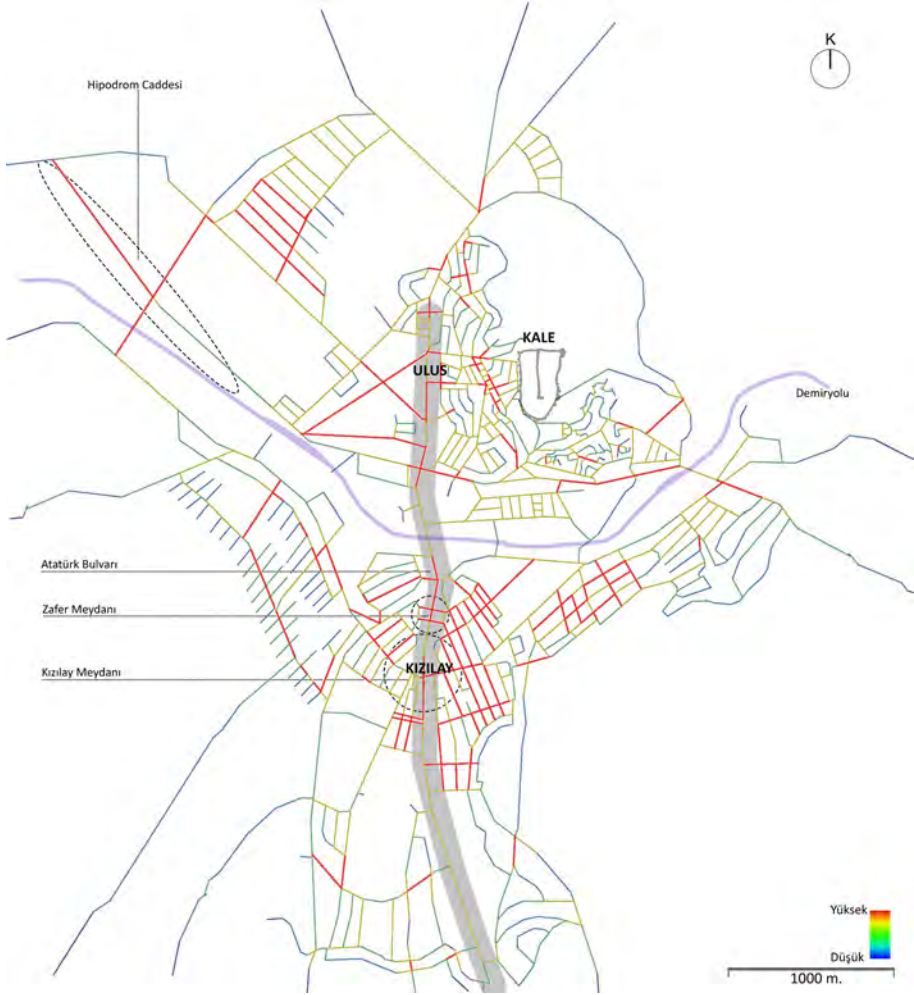 K
Hipodrom Caddesi
KALE
ULUS
Demiryolu
Atatürk Bulvarı
Zafer Meydanı
KIZILAY
Kızılay Meydanı
Yüksek
Düşük
1000 m.